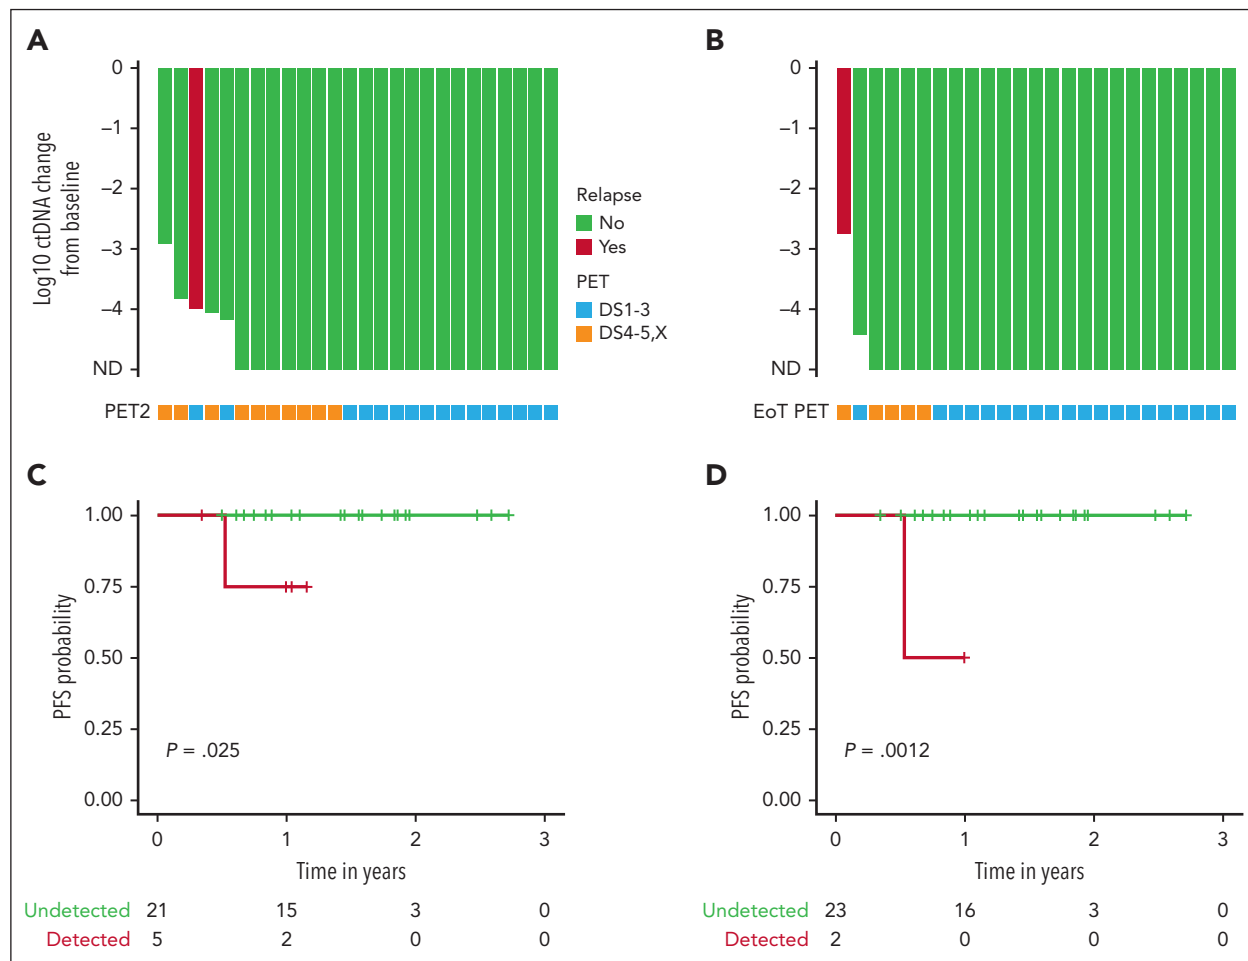 A
B
0
−1
−2
−3
−4
ND
Log10 ctDNA change
from baseline
PET2
Relapse
No
Yes
PET
DS1-3
DS4-5,X
0
−1
−2
−3
−4
ND
EoT PET
C
D
1.00
0.75
0.50
0.25
0.00
PFS probability
P = .025
0 1 2 3
Time in years
Undetected 21 15 3 0
Detected 5 2 0 0
1.00
0.75
0.50
0.25
0.00
PFS probability
P = .0012
0 1 2 3
Time in years
Undetected 23 16 3 0
Detected 2 0 0 0